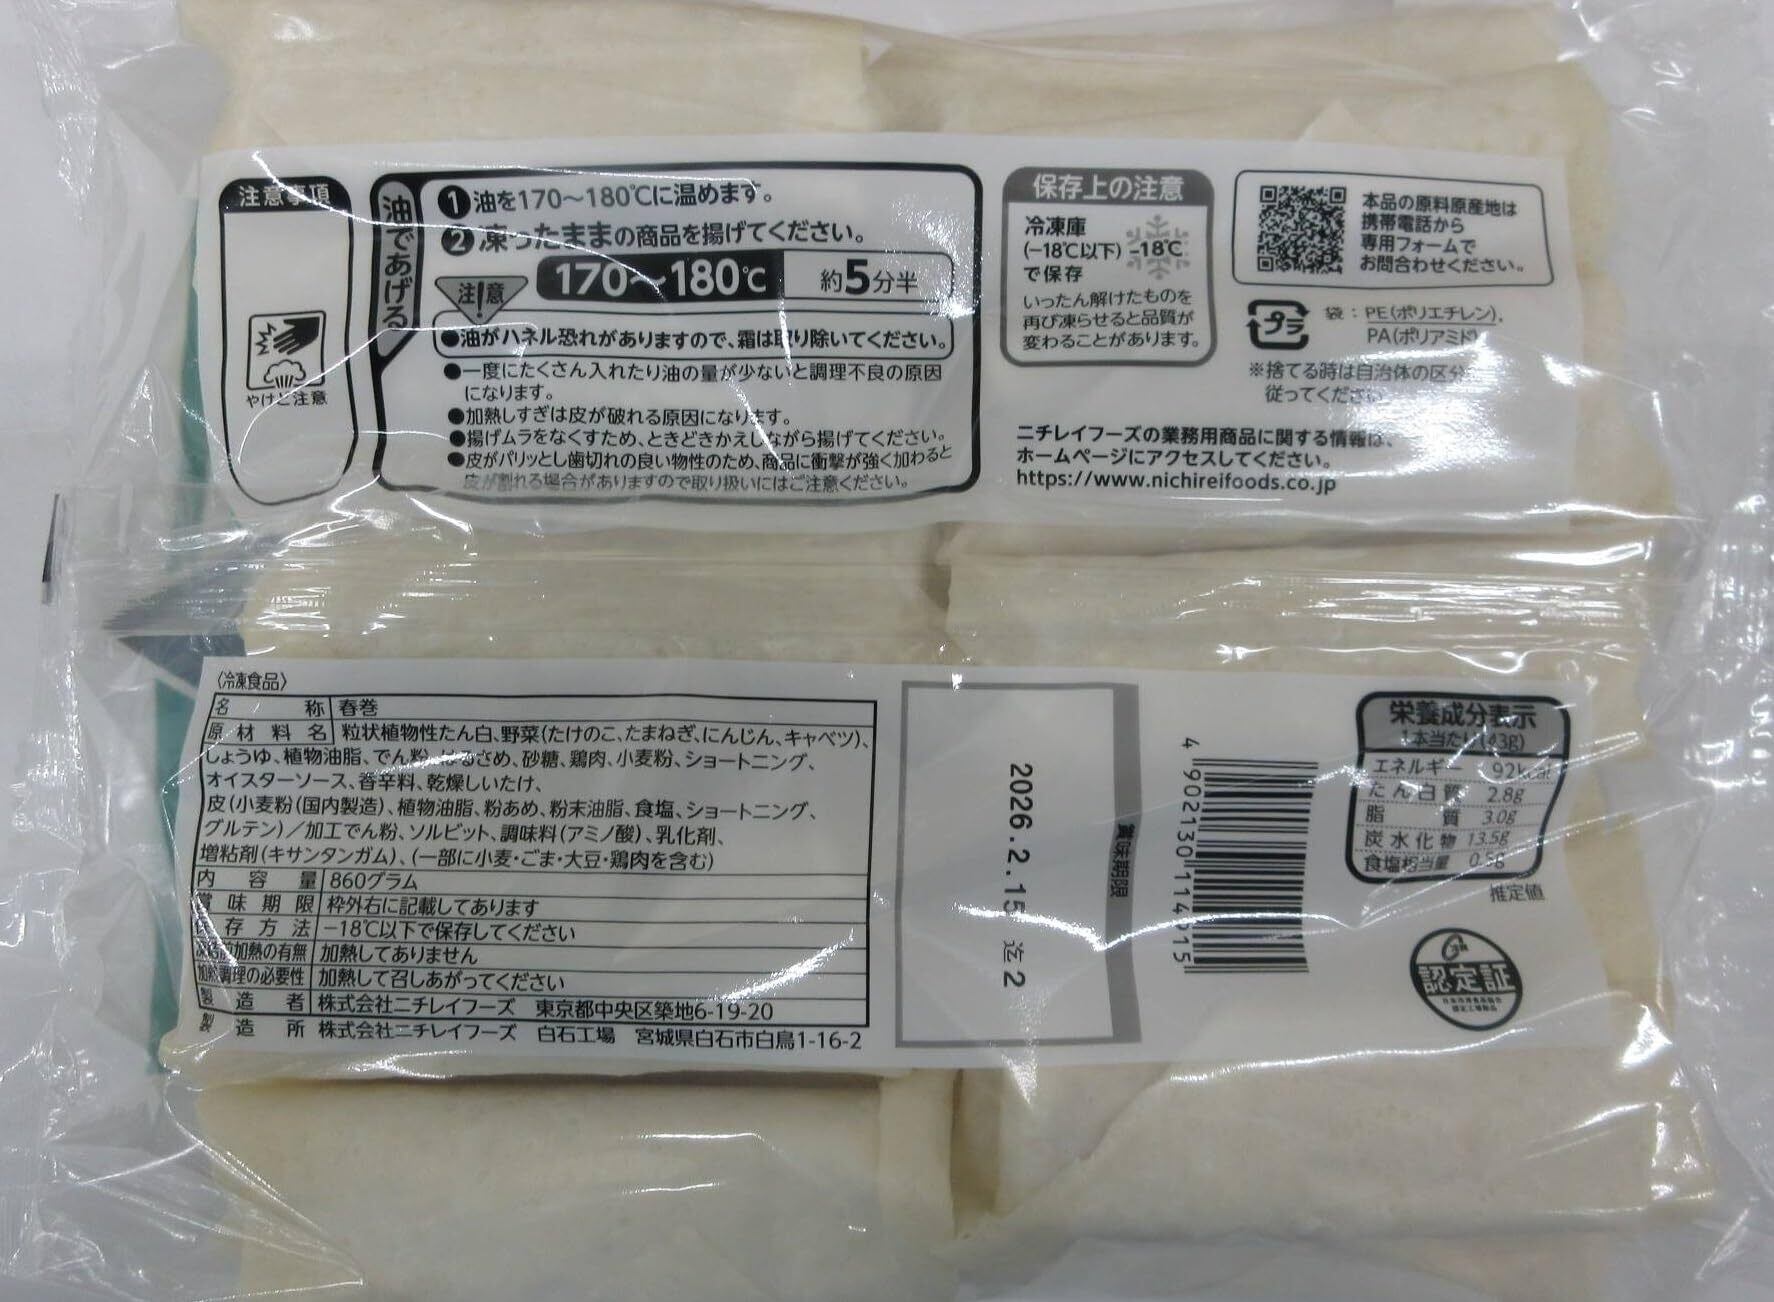 注意事項
やけど注意
油であげる
1 油を170〜180℃に温めます。
2 凍ったままの商品を揚げてください。
170〜180℃ 約5分半
注意
●油がハネル恐れがありますので、霜は取り除いてください。
●一度にたくさん入れたり油の量が少ないと調理不良の原因
になります。
●加熱しすぎは皮が破れる原因になります。
●揚げムラをなくすため、ときどきかえしながら揚げてください。
●皮がパリッとし歯切れの良い物性のため、商品に衝撃が強く加わると
皮が割れる場合がありますので取り扱いにはご注意ください。
保存上の注意
冷凍庫
(−18℃以下)
で保存
-18℃
いったん解けたものを
再び凍らせると品質が
変わることがあります。
本品の原料原産地は
携帯電話から
専用フォームで
お問合わせください。
プラ
袋：PE(ポリエチレン)、
PA(ポリアミド)
※捨てる時は自治体の区分
従ってください
ニチレイフーズの業務用商品に関する情報は、
ホームページにアクセスしてください。
https://www.nichireifoods.co.jp
〈冷凍食品〉
名称 春巻
原材料名 粒状植物性たん白、野菜(たけのこ、たまねぎ、にんじん、キャベツ)、
しょうゆ、植物油脂、でん粉、はるさめ、砂糖、鶏肉、小麦粉、ショートニング、
オイスターソース、香辛料、乾燥しいたけ、
皮(小麦粉(国内製造)、植物油脂、粉あめ、粉末油脂、食塩、ショートニング、
グルテン)／加工でん粉、ソルビット、調味料(アミノ酸)、乳化剤、
増粘剤(キサンタンガム)、(一部に小麦・ごま・大豆・鶏肉を含む)
内容量 860グラム
賞味期限 枠外右に記載してあります
保存方法 −18℃以下で保存してください
凍結前加熱の有無 加熱してありません
加熱調理の必要性 加熱して召しあがってください
製造者 株式会社ニチレイフーズ 東京都中央区築地6-19-20
製造所 株式会社ニチレイフーズ 白石工場 宮城県白石市白鳥1-16-2
2026.2.15 迄2
賞味期限
4 902130 114915
栄養成分表示
1本当たり(43g)
エネルギー 92kcal
たん白質 2.8g
脂質 3.0g
炭水化物 13.5g
食塩相当量 0.5g
推定値
認定証